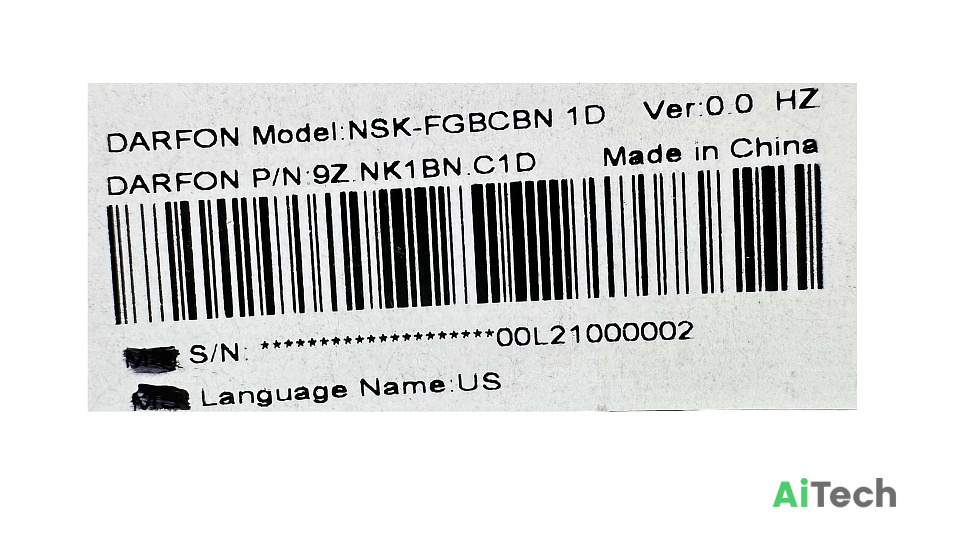 DARFON Model:NSK-FGBCBN 1D Ver:0.0 HZ
DARFON P/N:9Z.NK1BN.C1D Made in China
S/N: ********************00L21000002
Language Name:US
AiTech